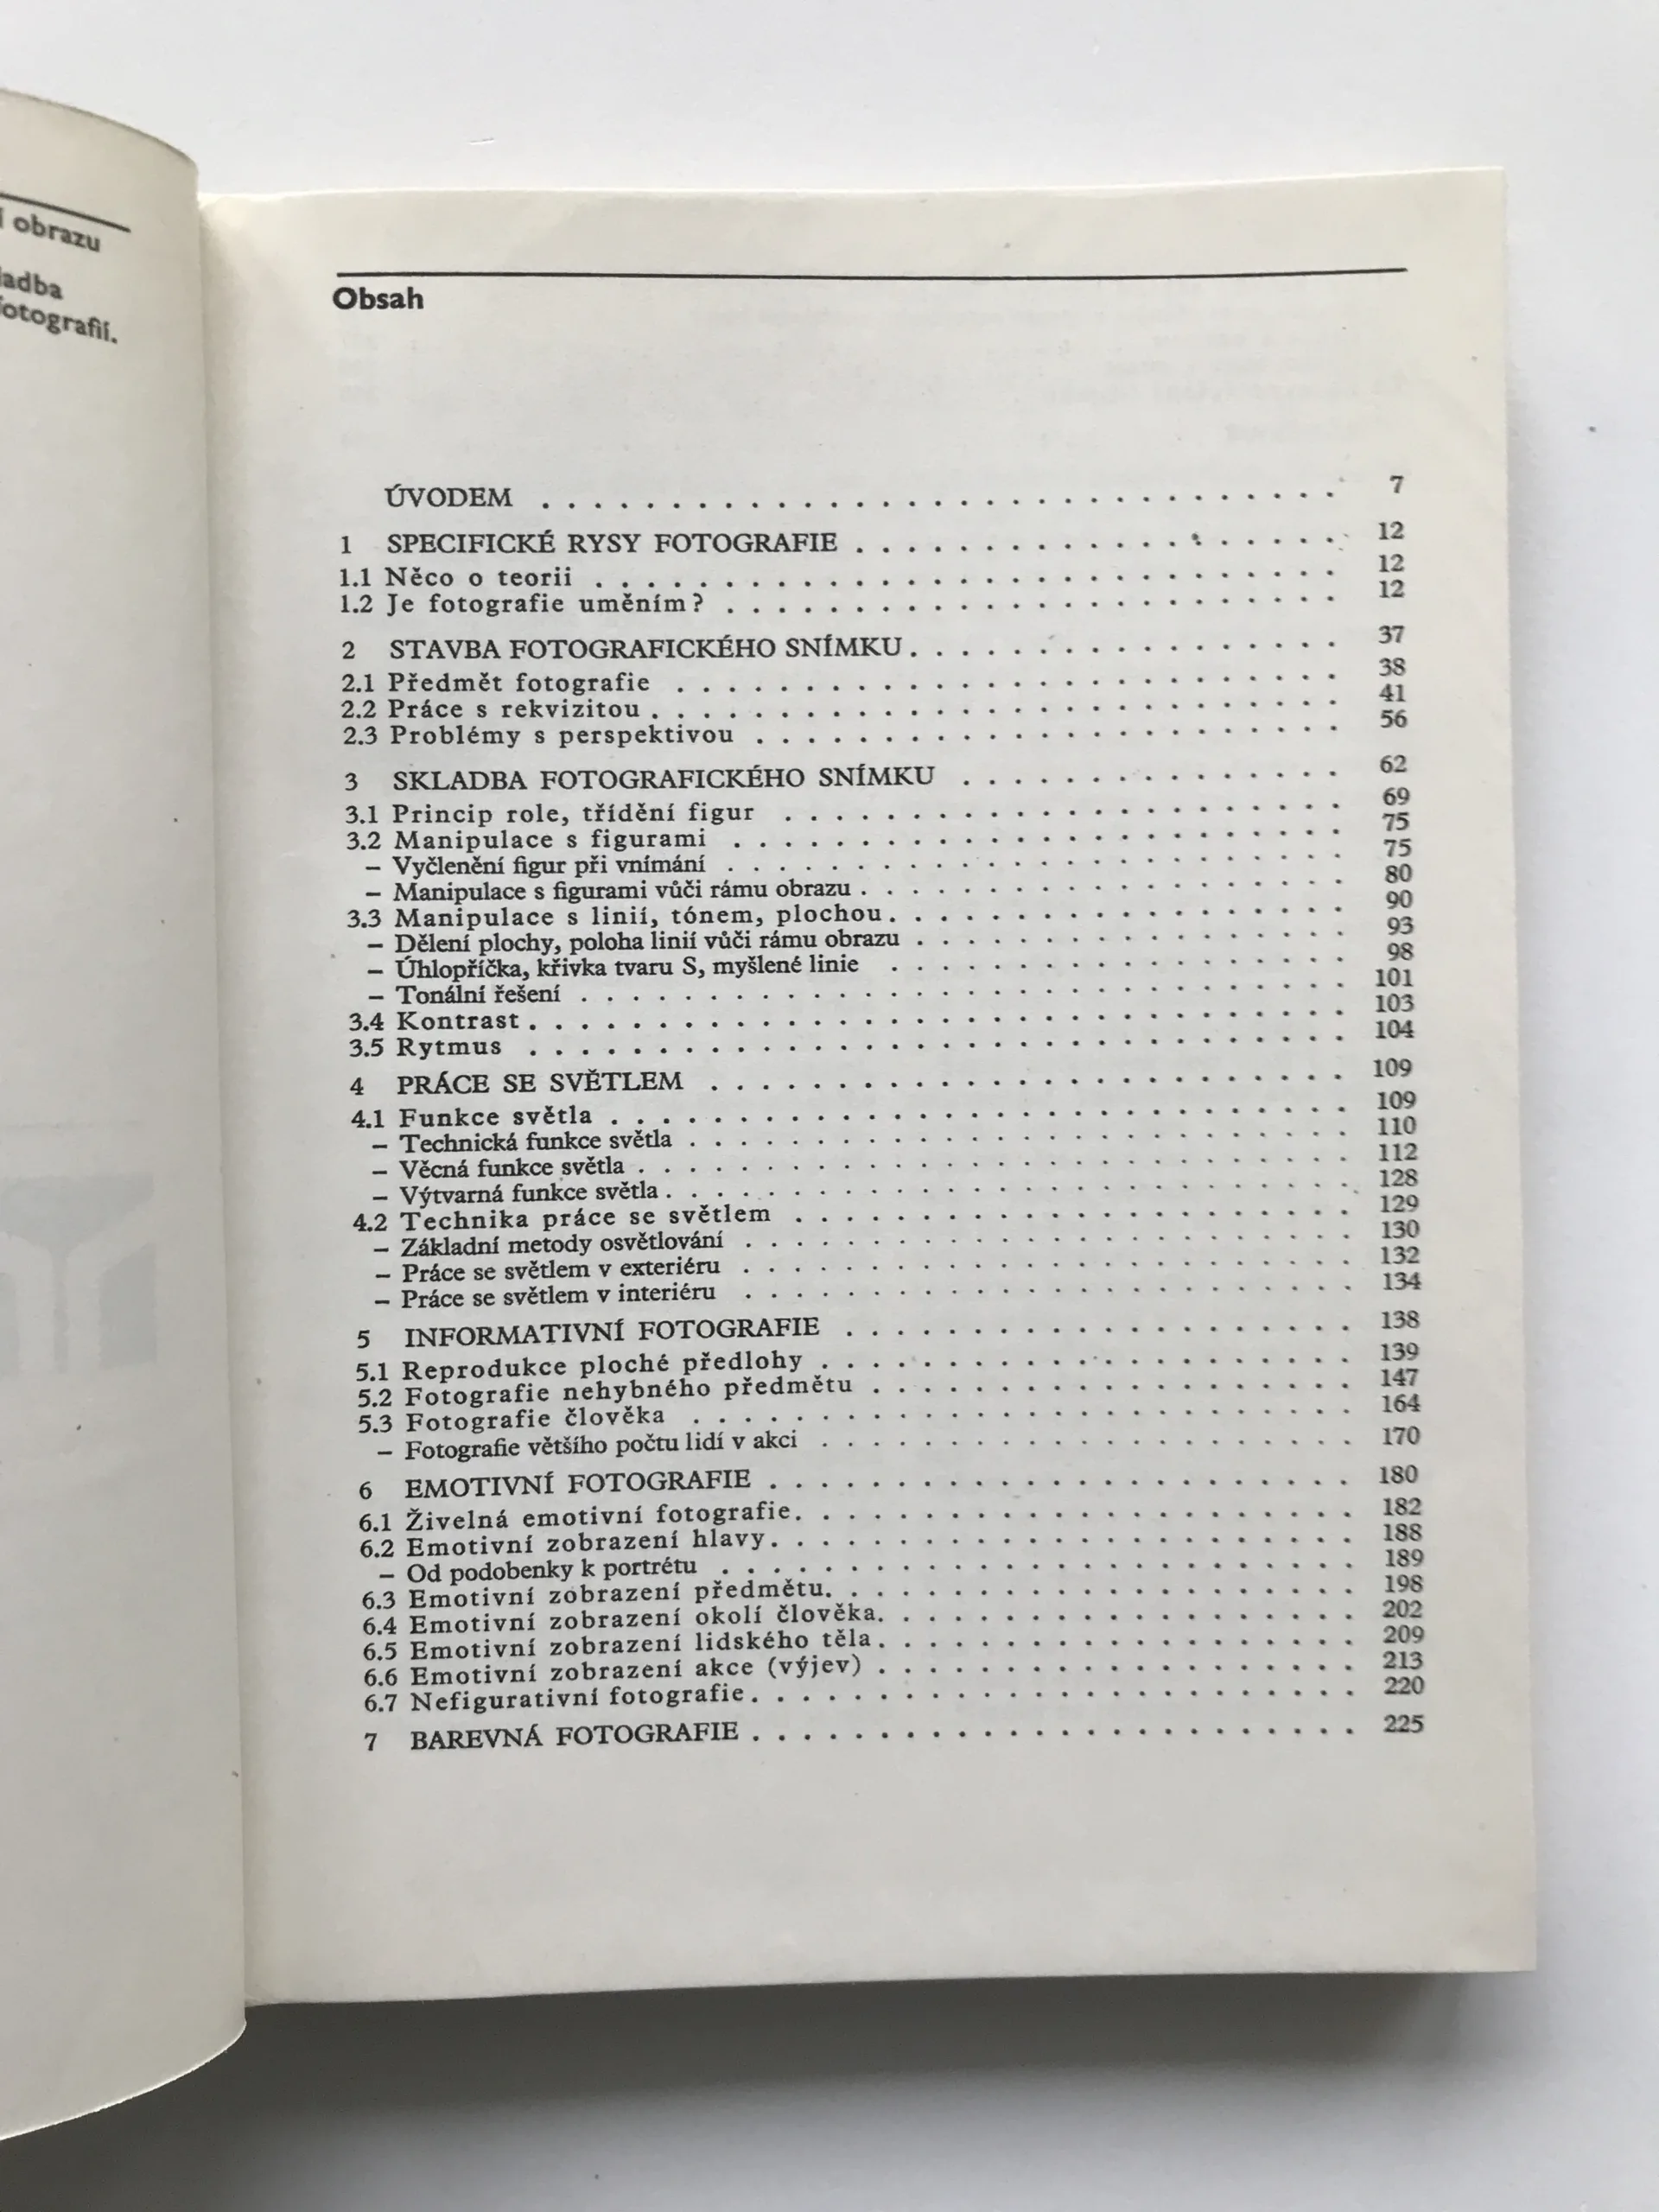 obrazu
fotografií.
Obsah
ÚVODEM . . . . . . . . . . . . . . . . . . . . . . . . . . . . . . . 7
1 SPECIFICKÉ RYSY FOTOGRAFIE . . . . . . . . . . . . . . . . . . . 12
1.1 Něco o teorii . . . . . . . . . . . . . . . . . . . . . . . . . . . . . 12
1.2 Je fotografie uměním? . . . . . . . . . . . . . . . . . . . . . . . . 12
2 STAVBA FOTOGRAFICKÉHO SNÍMKU . . . . . . . . . . . . . . . . . 37
2.1 Předmět fotografie . . . . . . . . . . . . . . . . . . . . . . . . . . 38
2.2 Práce s rekvizitou . . . . . . . . . . . . . . . . . . . . . . . . . . . 41
2.3 Problémy s perspektivou . . . . . . . . . . . . . . . . . . . . . . . 56
3 SKLADBA FOTOGRAFICKÉHO SNÍMKU . . . . . . . . . . . . . . . 62
3.1 Princip role, třídění figur . . . . . . . . . . . . . . . . . . . . . . 69
3.2 Manipulace s figurami . . . . . . . . . . . . . . . . . . . . . . . . 75
– Vyčlenění figur při vnímání . . . . . . . . . . . . . . . . . . . . . . . . 75
– Manipulace s figurami vůči rámu obrazu . . . . . . . . . . . . . . . . . . . 80
3.3 Manipulace s linií, tónem, plochou . . . . . . . . . . . . . . . . . . 90
– Dělení plochy, poloha linií vůči rámu obrazu . . . . . . . . . . . . . . . . . 93
– Úhlopříčka, křivka tvaru S, myšlené linie . . . . . . . . . . . . . . . . . . 98
– Tonální řešení . . . . . . . . . . . . . . . . . . . . . . . . . . . . . . 101
3.4 Kontrast . . . . . . . . . . . . . . . . . . . . . . . . . . . . . . . . 103
3.5 Rytmus . . . . . . . . . . . . . . . . . . . . . . . . . . . . . . . . 104
4 PRÁCE SE SVĚTLEM . . . . . . . . . . . . . . . . . . . . . . . . . 109
4.1 Funkce světla . . . . . . . . . . . . . . . . . . . . . . . . . . . . . 109
– Technická funkce světla . . . . . . . . . . . . . . . . . . . . . . . . . . 110
– Věcná funkce světla . . . . . . . . . . . . . . . . . . . . . . . . . . . . 112
– Výtvarná funkce světla . . . . . . . . . . . . . . . . . . . . . . . . . . . 128
4.2 Technika práce se světlem . . . . . . . . . . . . . . . . . . . . . . 129
– Základní metody osvětlování . . . . . . . . . . . . . . . . . . . . . . . . 130
– Práce se světlem v exteriéru . . . . . . . . . . . . . . . . . . . . . . . . 132
– Práce se světlem v interiéru . . . . . . . . . . . . . . . . . . . . . . . . 134
5 INFORMATIVNÍ FOTOGRAFIE . . . . . . . . . . . . . . . . . . . . 138
5.1 Reprodukce ploché předlohy . . . . . . . . . . . . . . . . . . . . . 139
5.2 Fotografie nehybného předmětu . . . . . . . . . . . . . . . . . . . 147
5.3 Fotografie člověka . . . . . . . . . . . . . . . . . . . . . . . . . . 164
– Fotografie většího počtu lidí v akci . . . . . . . . . . . . . . . . . . . . . 170
6 EMOTIVNÍ FOTOGRAFIE . . . . . . . . . . . . . . . . . . . . . . . 180
6.1 Živelná emotivní fotografie . . . . . . . . . . . . . . . . . . . . . . 182
6.2 Emotivní zobrazení hlavy . . . . . . . . . . . . . . . . . . . . . . . 188
– Od podobenky k portrétu . . . . . . . . . . . . . . . . . . . . . . . . . 189
6.3 Emotivní zobrazení předmětu . . . . . . . . . . . . . . . . . . . . . 198
6.4 Emotivní zobrazení okolí člověka . . . . . . . . . . . . . . . . . . . 202
6.5 Emotivní zobrazení lidského těla . . . . . . . . . . . . . . . . . . . 209
6.6 Emotivní zobrazení akce (výjev) . . . . . . . . . . . . . . . . . . . 213
6.7 Nefigurativní fotografie . . . . . . . . . . . . . . . . . . . . . . . . 220
7 BAREVNÁ FOTOGRAFIE . . . . . . . . . . . . . . . . . . . . . . . . 225